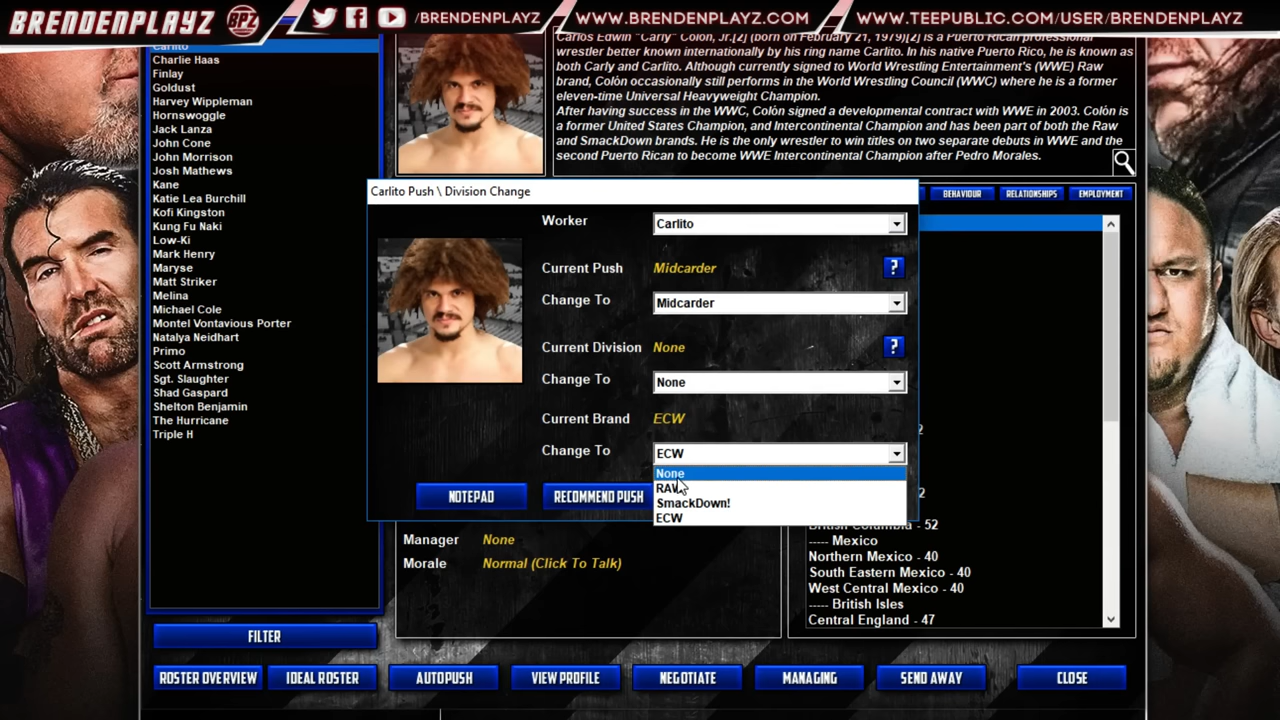 BRENDENPLAYZ
BPZ
/BRENDENPLAYZ
WWW.BRENDENPLAYZ.COM
WWW.TEEPUBLIC.COM/USER/BRENDENPLAYZ
Carlito
Charlie Haas
Finlay
Goldust
Harvey Wippleman
Hornswoggle
Jack Lanza
John Cone
John Morrison
Josh Mathews
Kane
Katie Lea Burchill
Kofi Kingston
Kung Fu Naki
Low-Ki
Mark Henry
Maryse
Matt Striker
Melina
Michael Cole
Montel Vontavious Porter
Natalya Neidhart
Primo
Scott Armstrong
Sgt. Slaughter
Shad Gaspard
Shelton Benjamin
The Hurricane
Triple H
Carlos Edwin "Carly" Colón, Jr.[2] (born on February 21, 1979)[2] is a Puerto Rican professional
wrestler better known internationally by his ring name Carlito. In his native Puerto Rico, he is known as
both Carly and Carlito. Although currently signed to World Wrestling Entertainment's (WWE) Raw
brand, Colón occasionally still performs in the World Wrestling Council (WWC) where he is a former
eleven-time Universal Heavyweight Champion.
After having success in the WWC, Colón signed a developmental contract with WWE in 2003. Colón is
a former United States Champion, and Intercontinental Champion and has been part of both the Raw
and SmackDown brands. He is the only wrestler to win titles on two separate debuts in WWE and the
second Puerto Rican to become WWE Intercontinental Champion after Pedro Morales.
BEHAVIOUR
RELATIONSHIPS
EMPLOYMENT
Carlito Push \ Division Change
Worker
Carlito
Current Push
Midcarder
?
Change To
Midcarder
Current Division
None
?
Change To
None
Current Brand
ECW
Change To
ECW
None
RAW
SmackDown!
ECW
NOTEPAD
RECOMMEND PUSH
2
2
Manager
None
Morale
Normal (Click To Talk)
British Columbia - 52
----- Mexico
Northern Mexico - 40
South Eastern Mexico - 40
West Central Mexico - 40
----- British Isles
Central England - 47
FILTER
ROSTER OVERVIEW
IDEAL ROSTER
AUTOPUSH
VIEW PROFILE
NEGOTIATE
MANAGING
SEND AWAY
CLOSE